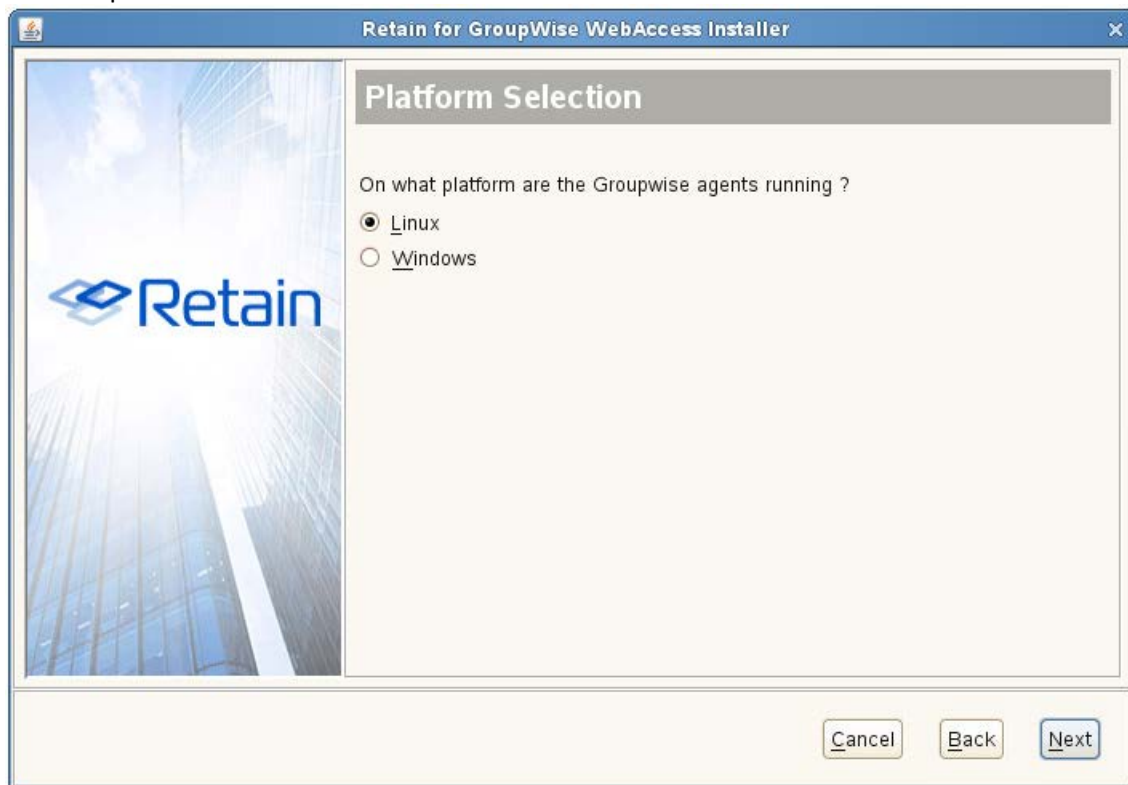 Retain for GroupWise WebAccess Installer
Platform Selection
On what platform are the Groupwise agents running ?
Linux
Windows
Retain
Cancel
Back
Next